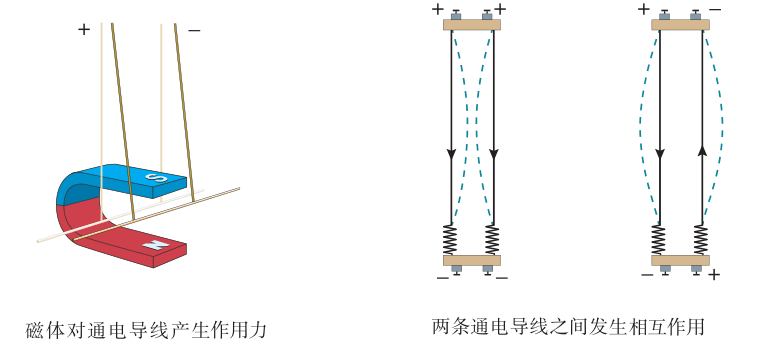 + −
S
N
+ + + −
− − − +
磁体对通电导线产生作用力
两条通电导线之间发生相互作用